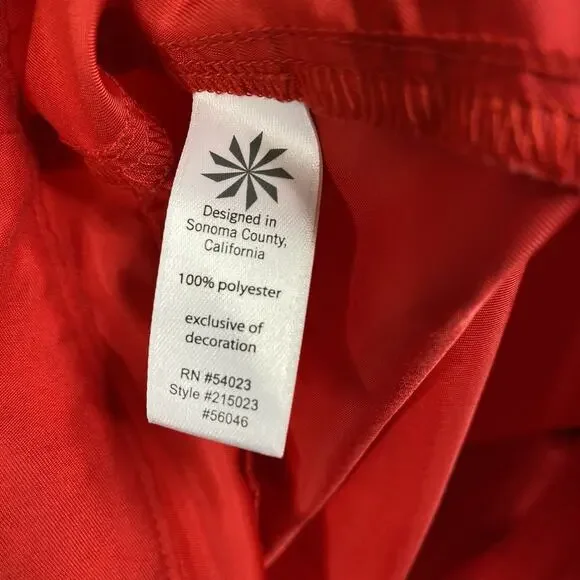 Designed in
Sonoma County,
California
100% polyester
exclusive of
decoration
RN #54023
Style #215023
#56046